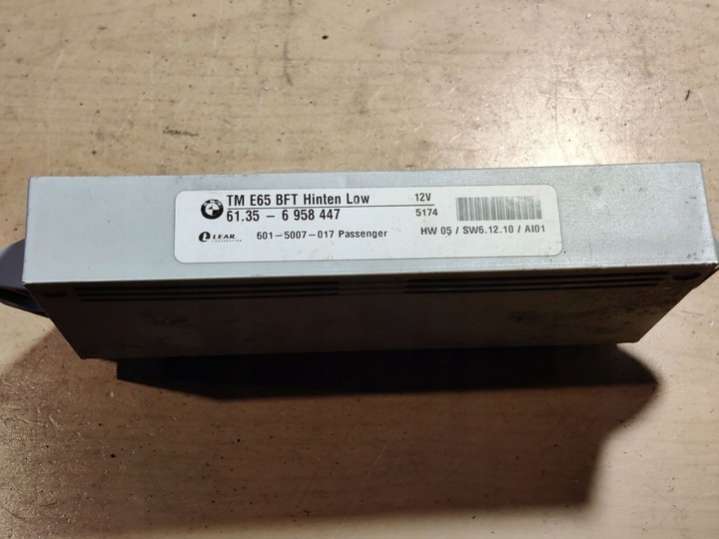 TM E65 BFT Hinten Low 12V
61.35 - 6 958 447 5174
LEAR 601-5007-017 Passenger HW 05 / SW6.12.10 / AI01
CORPORATION